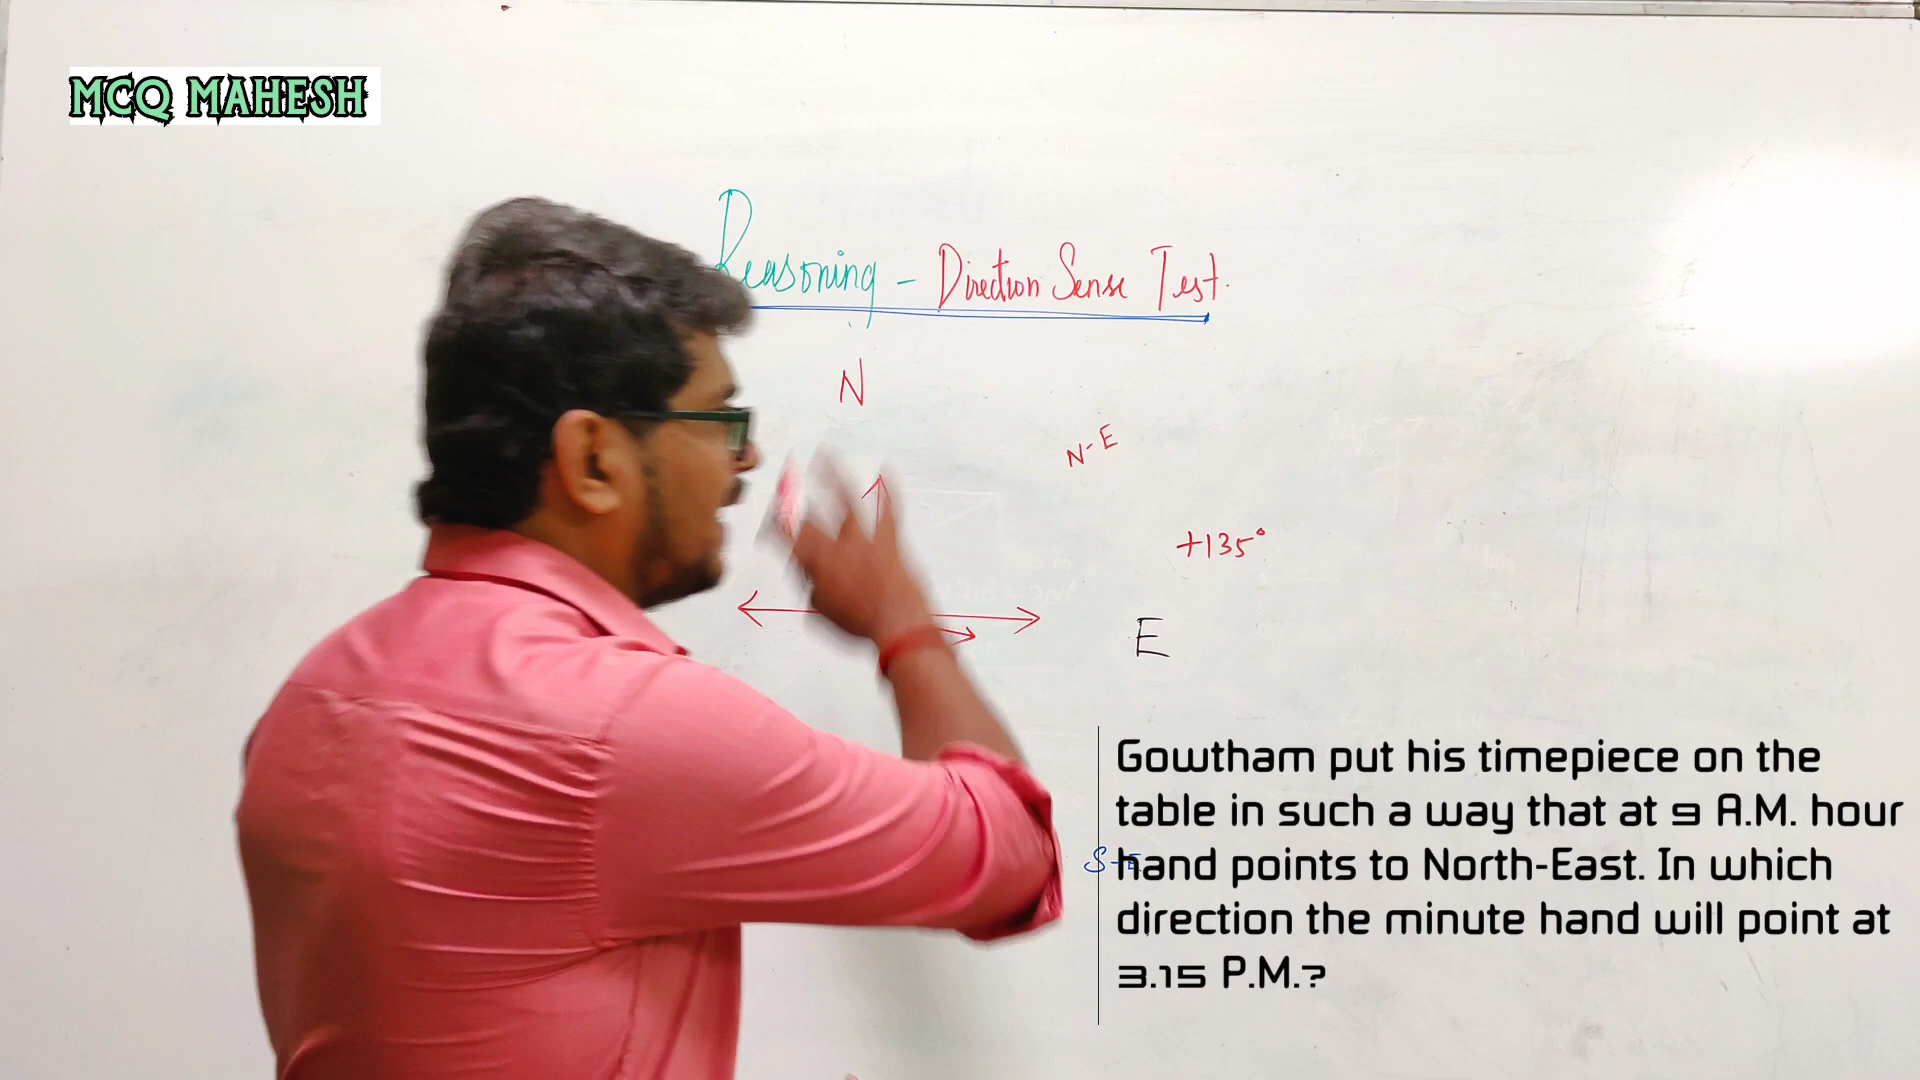 MCQ MAHESH
Reasoning - Direction Sense Test.
N
N-E
+135°
E
S-E
Gowtham put his timepiece on the
table in such a way that at 9 A.M. hour
hand points to North-East. In which
direction the minute hand will point at
3.15 P.M.?